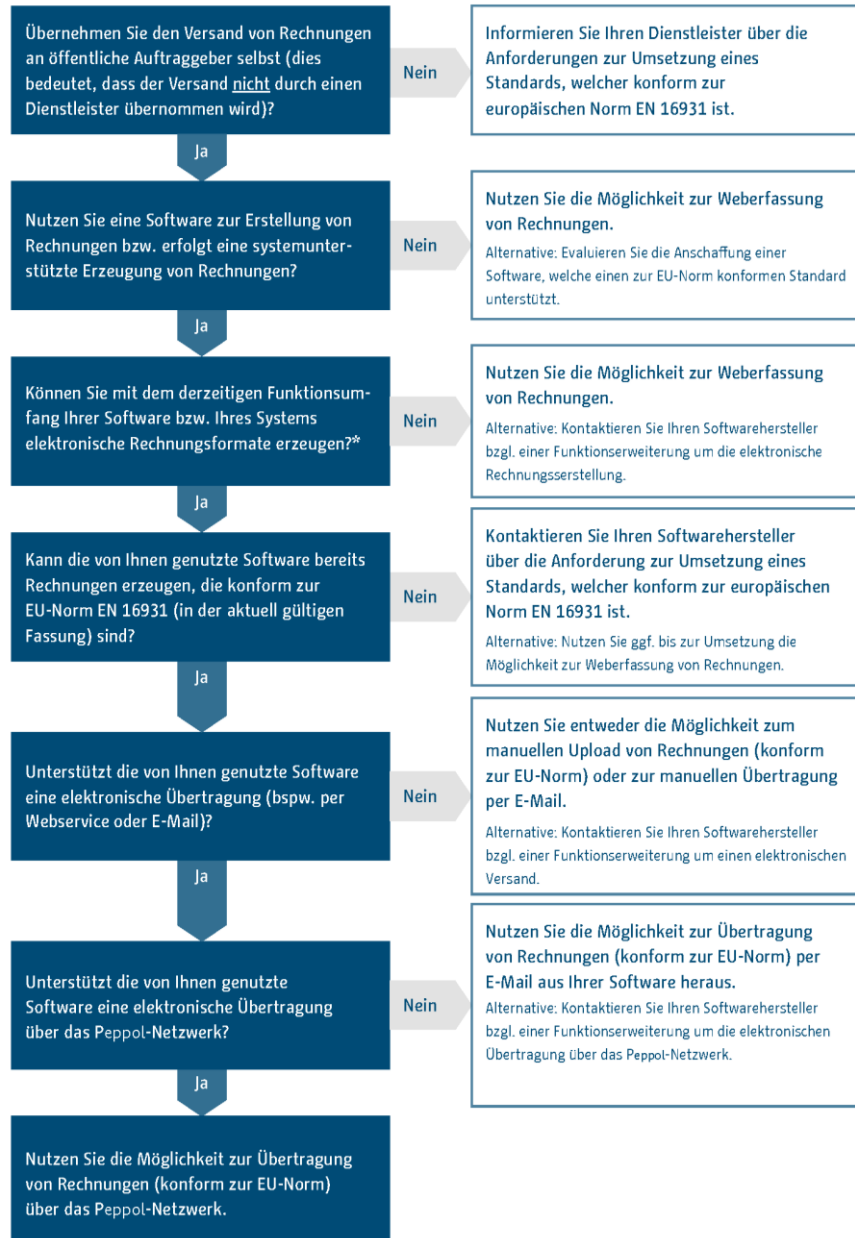 Übernehmen Sie den Versand von Rechnungen
an öffentliche Auftraggeber selbst (dies
bedeutet, dass der Versand nicht durch einen
Dienstleister übernommen wird)?
Nein
Informieren Sie Ihren Dienstleister über die
Anforderungen zur Umsetzung eines
Standards, welcher konform zur
europäischen Norm EN 16931 ist.
Ja
Nutzen Sie eine Software zur Erstellung von
Rechnungen bzw. erfolgt eine systemunter-
stützte Erzeugung von Rechnungen?
Nein
Nutzen Sie die Möglichkeit zur Weberfassung
von Rechnungen.
Alternative: Evaluieren Sie die Anschaffung einer
Software, welche einen zur EU-Norm konformen Standard
unterstützt.
Ja
Können Sie mit dem derzeitigen Funktionsum-
fang Ihrer Software bzw. Ihres Systems
elektronische Rechnungsformate erzeugen?*
Nein
Nutzen Sie die Möglichkeit zur Weberfassung
von Rechnungen.
Alternative: Kontaktieren Sie Ihren Softwarehersteller
bzgl. einer Funktionserweiterung um die elektronische
Rechnungsserstellung.
Ja
Kann die von Ihnen genutzte Software bereits
Rechnungen erzeugen, die konform zur
EU-Norm EN 16931 (in der aktuell gültigen
Fassung) sind?
Nein
Kontaktieren Sie Ihren Softwarehersteller
über die Anforderung zur Umsetzung eines
Standards, welcher konform zur europäischen
Norm EN 16931 ist.
Alternative: Nutzen Sie ggf. bis zur Umsetzung die
Möglichkeit zur Weberfassung von Rechnungen.
Ja
Unterstützt die von Ihnen genutzte Software
eine elektronische Übertragung (bspw. per
Webservice oder E-Mail)?
Nein
Nutzen Sie entweder die Möglichkeit zum
manuellen Upload von Rechnungen (konform
zur EU-Norm) oder zur manuellen Übertragung
per E-Mail.
Alternative: Kontaktieren Sie Ihren Softwarehersteller
bzgl. einer Funktionserweiterung um einen elektronischen
Versand.
Ja
Unterstützt die von Ihnen genutzte
Software eine elektronische Übertragung
über das Peppol-Netzwerk?
Nein
Nutzen Sie die Möglichkeit zur Übertragung
von Rechnungen (konform zur EU-Norm) per
E-Mail aus Ihrer Software heraus.
Alternative: Kontaktieren Sie Ihren Softwarehersteller
bzgl. einer Funktionserweiterung um die elektronischen
Übertragung über das Peppol-Netzwerk.
Ja
Nutzen Sie die Möglichkeit zur Übertragung
von Rechnungen (konform zur EU-Norm)
über das Peppol-Netzwerk.